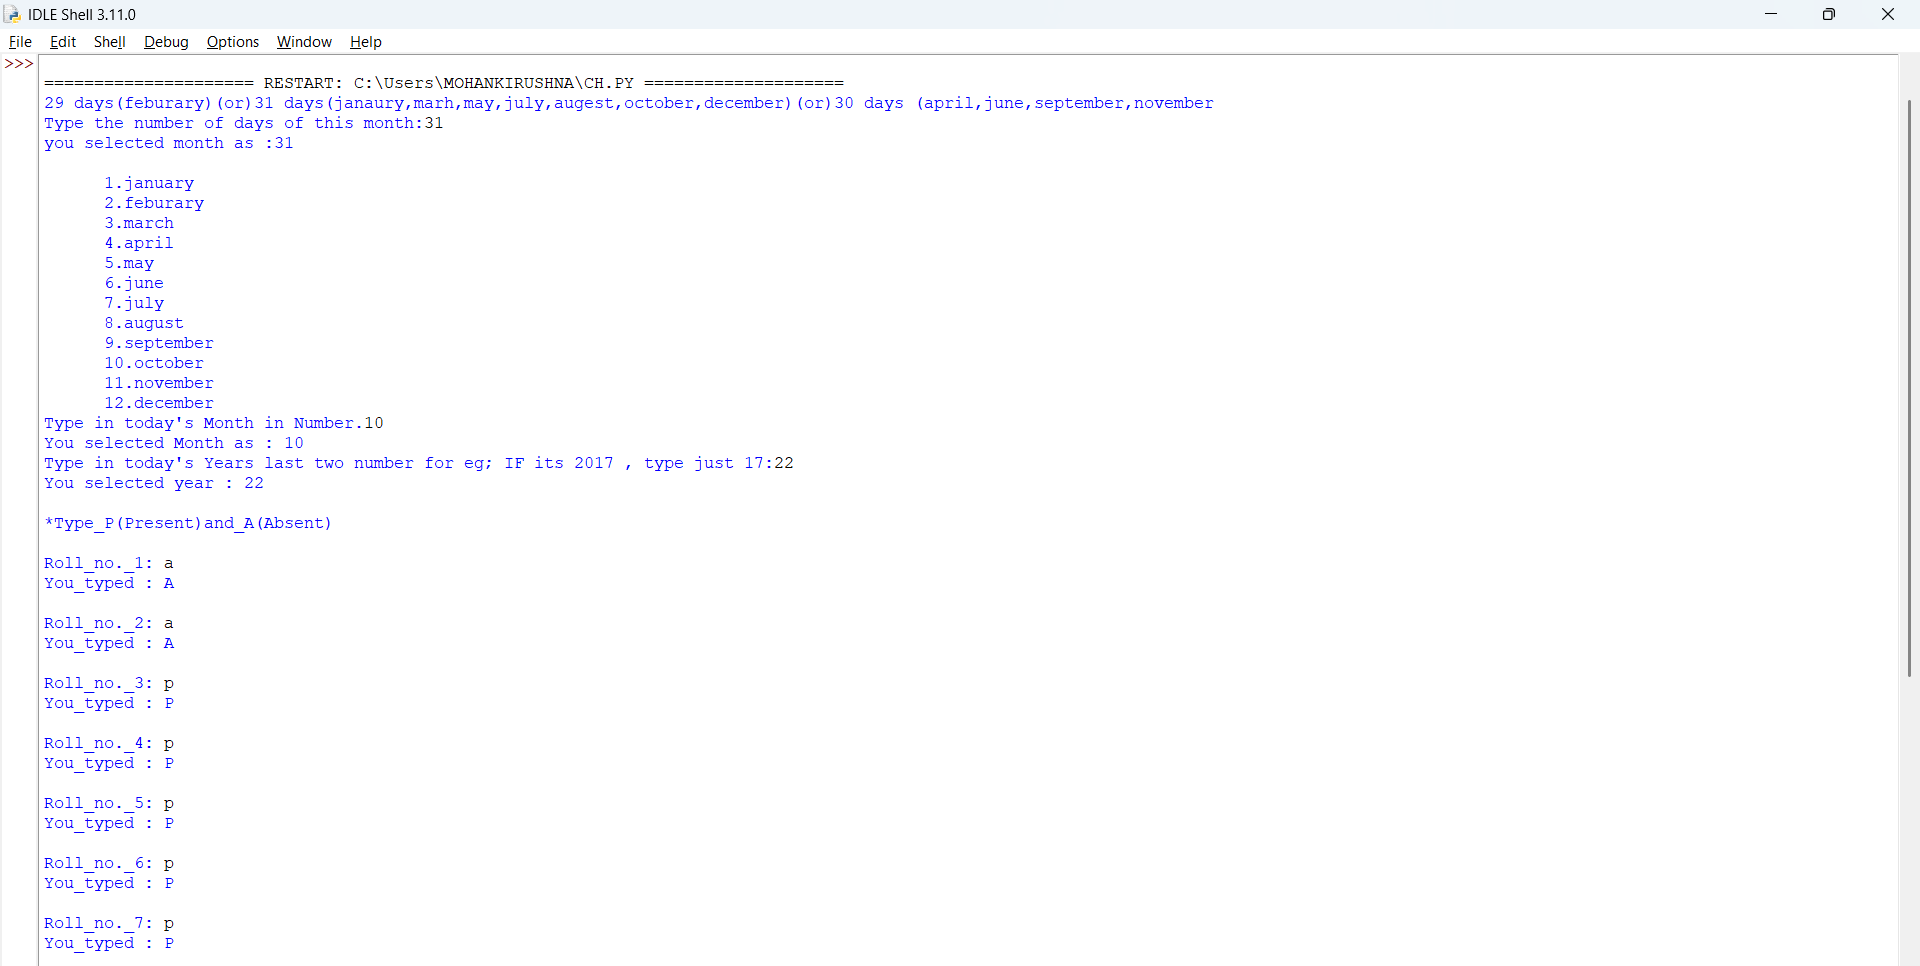 IDLE Shell 3.11.0
File Edit Shell Debug Options Window Help
>>>
===================== RESTART: C:\Users\MOHANKIRUSHNA\CH.PY ====================
29 days(feburary)(or)31 days(janaury,marh,may,july,augest,october,december)(or)30 days (april,june,september,november
Type the number of days of this month:31
you selected month as :31
1.january
2.feburary
3.march
4.april
5.may
6.june
7.july
8.august
9.september
10.october
11.november
12.december
Type in today's Month in Number.10
You selected Month as : 10
Type in today's Years last two number for eg; IF its 2017 , type just 17:22
You selected year : 22
*Type_P(Present)and_A(Absent)
Roll_no._1: a
You_typed : A
Roll_no._2: a
You_typed : A
Roll_no._3: p
You_typed : P
Roll_no._4: p
You_typed : P
Roll_no._5: p
You_typed : P
Roll_no._6: p
You_typed : P
Roll_no._7: p
You_typed : P